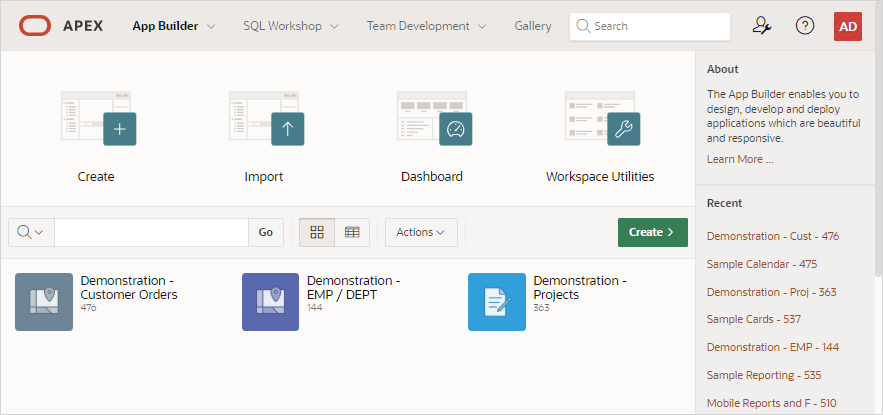 APEX App Builder SQL Workshop Team Development Gallery Search AD
Create Import Dashboard Workspace Utilities
Go Actions Create
Demonstration - Customer Orders
476
Demonstration - EMP / DEPT
144
Demonstration - Projects
363
About
The App Builder enables you to
design, develop and deploy
applications which are beautiful
and responsive.
Learn More ...
Recent
Demonstration - Cust - 476
Sample Calendar - 475
Demonstration - Proj - 363
Sample Cards - 537
Demonstration - EMP - 144
Sample Reporting - 535
Mobile Reports and F - 510